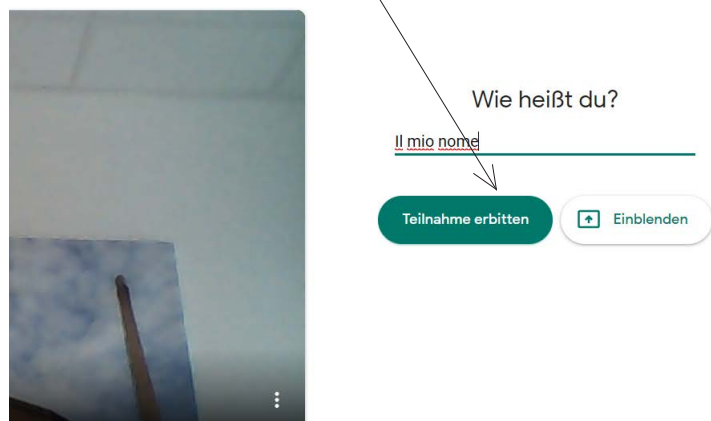 Wie heißt du?
Il mio nome
Teilnahme erbitten
Einblenden